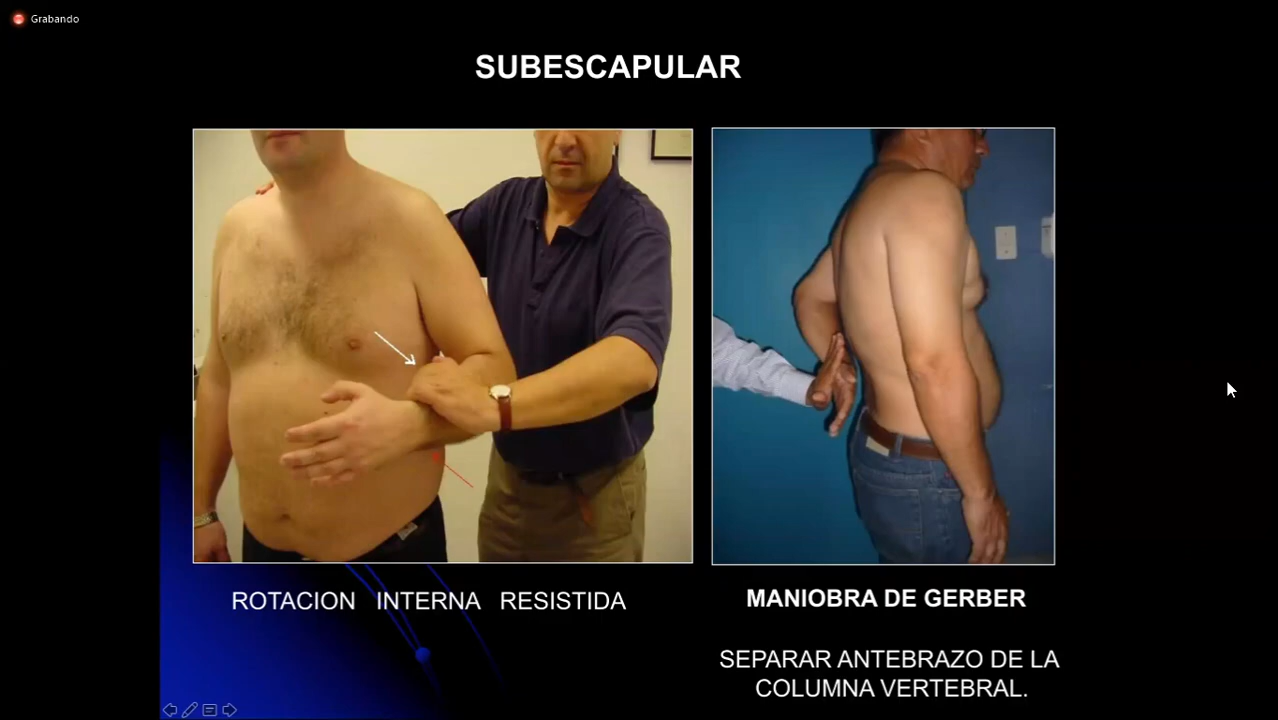 Grabando
SUBESCAPULAR
ROTACION INTERNA RESISTIDA
MANIOBRA DE GERBER
SEPARAR ANTEBRAZO DE LA
COLUMNA VERTEBRAL.